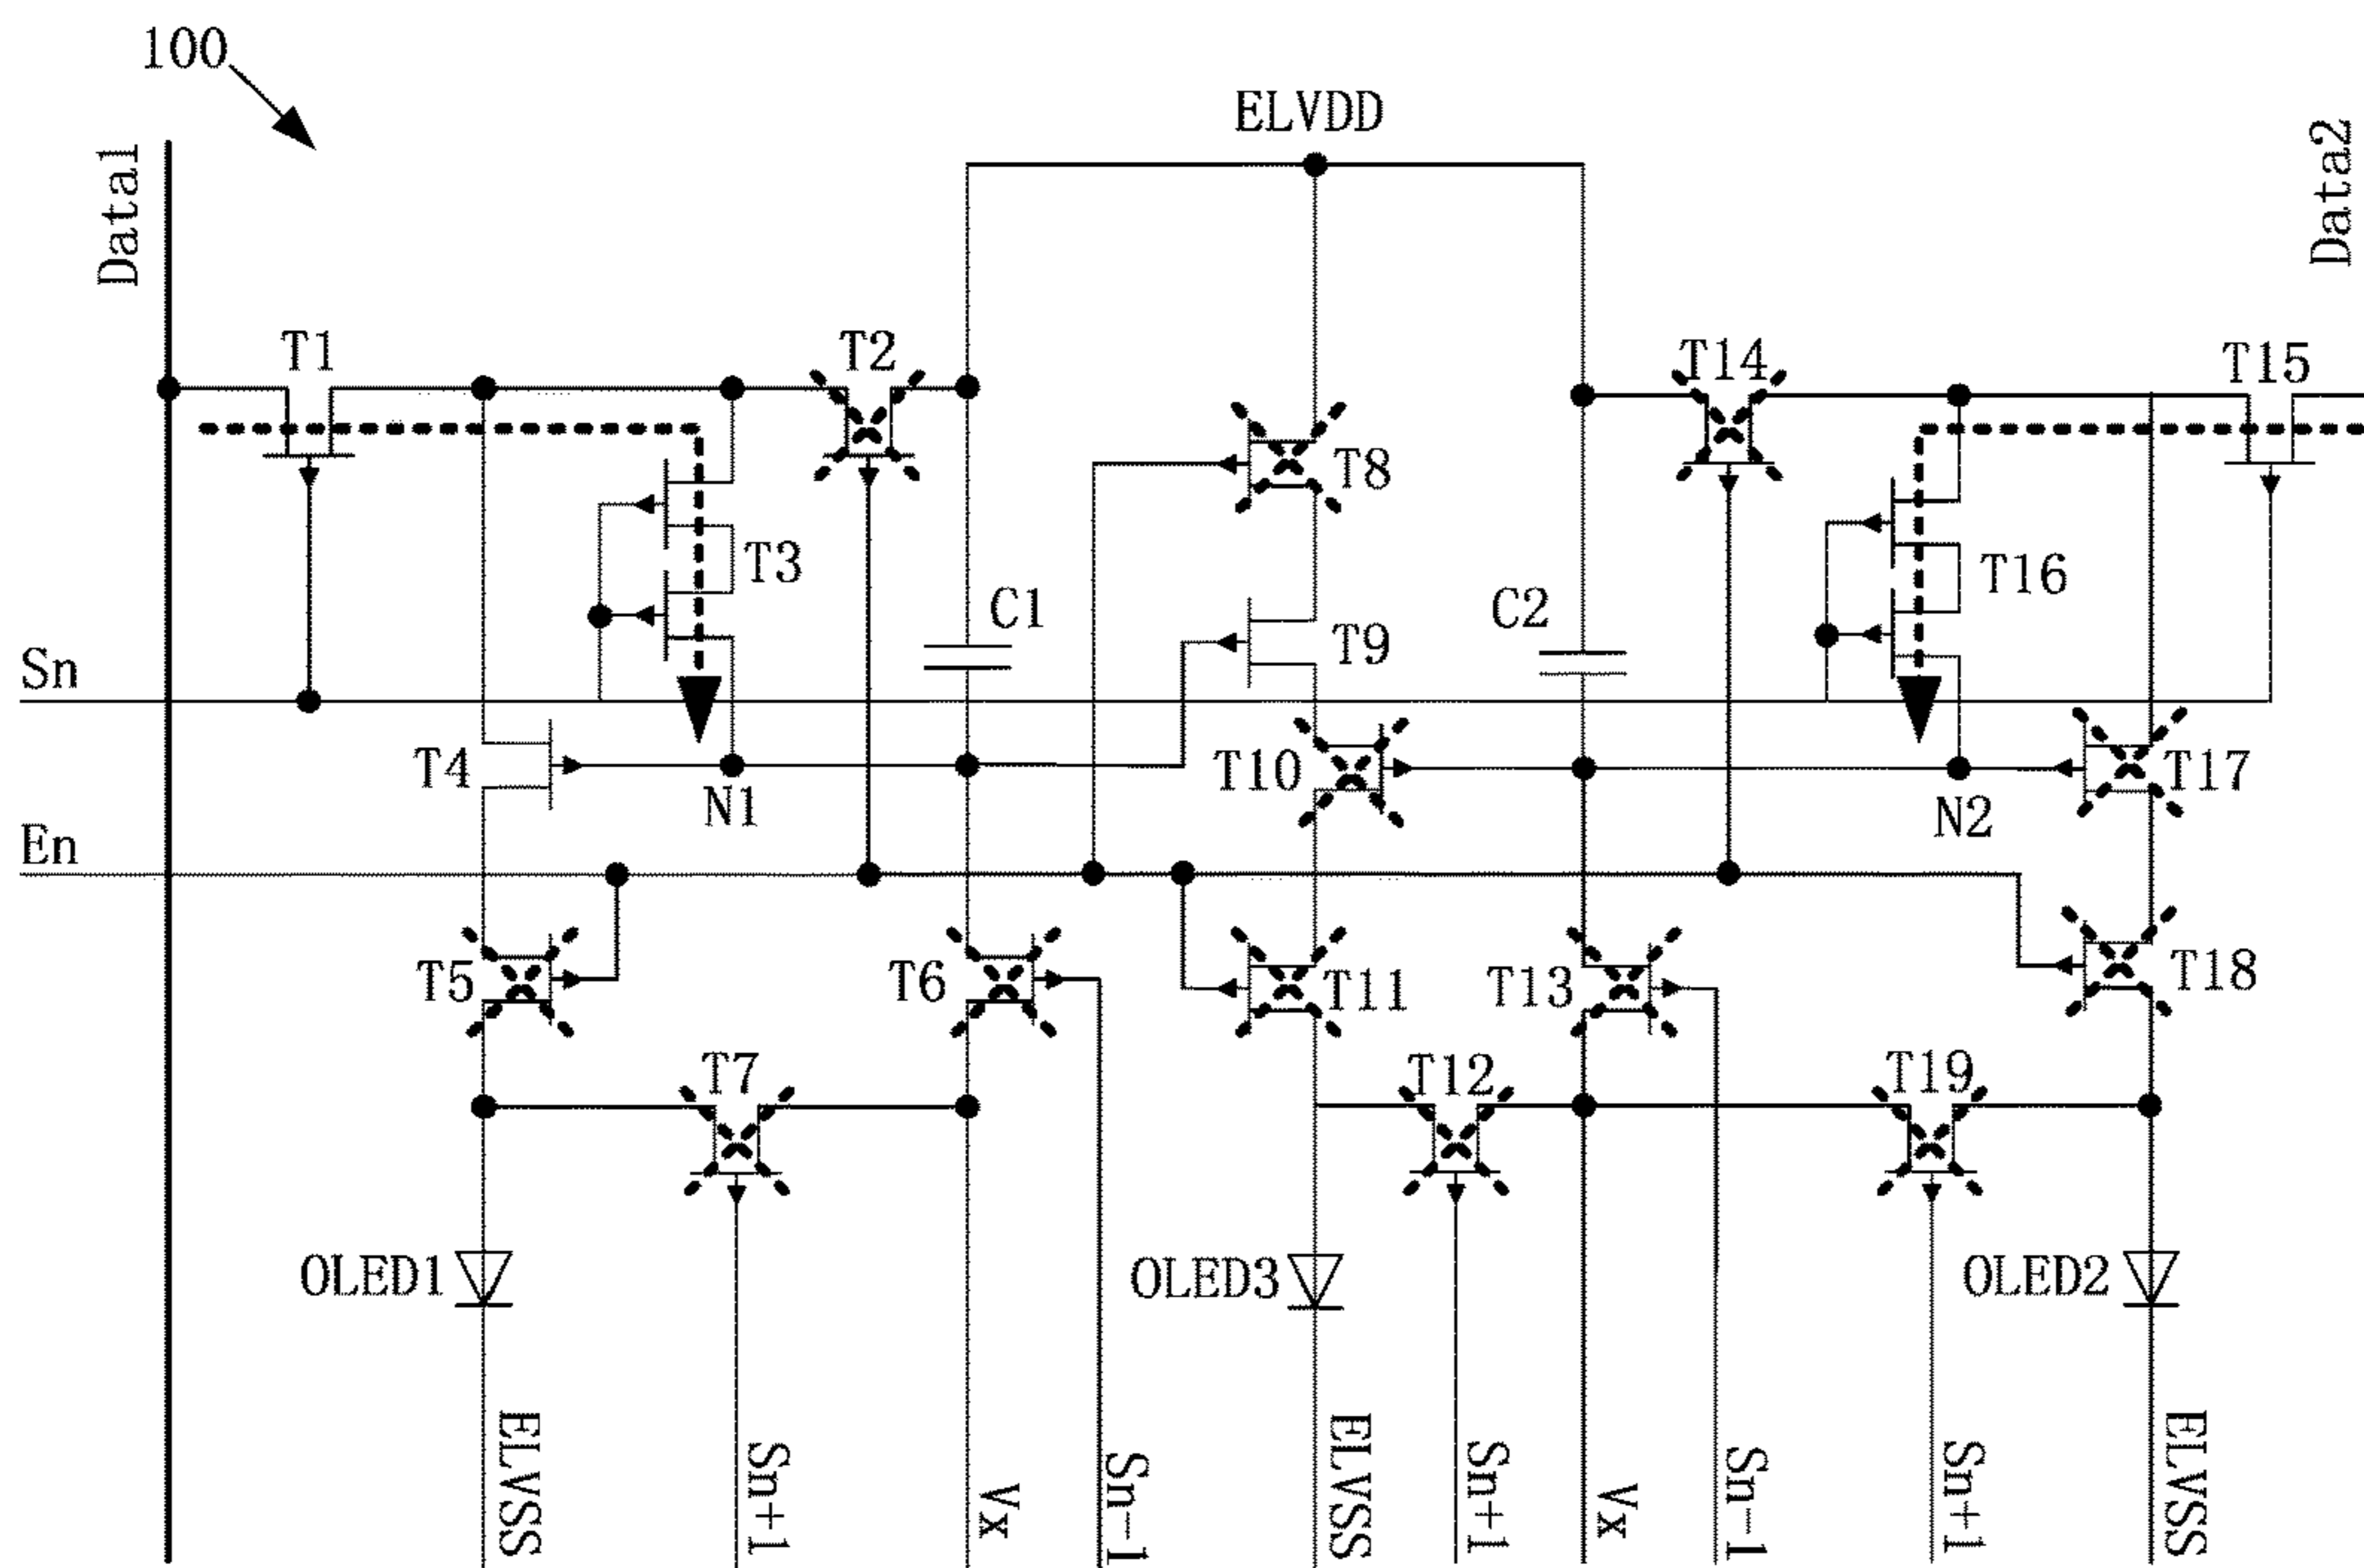 100
ELVDD
Data1
Data2
T1
T2
T14
T15
T8
T3
T16
C1
C2
T9
Sn
T4
N1
T10
N2
T17
En
T5
T6
T11
T13
T18
T7
T12
T19
OLED1
OLED3
OLED2
ELVSS
Sn+1
Vx
Sn-1
ELVSS
Sn+1
Vx
Sn-1
Sn+1
ELVSS